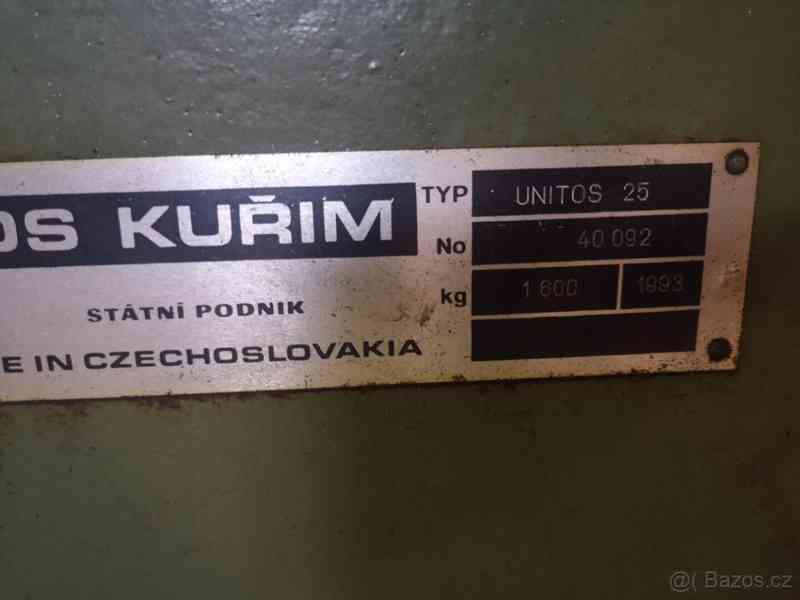 OS KUŘIM
STÁTNÍ PODNIK
E IN CZECHOSLOVAKIA
TYP UNITOS 25
No 40 092
kg 1 600 1993
@( Bazos.cz